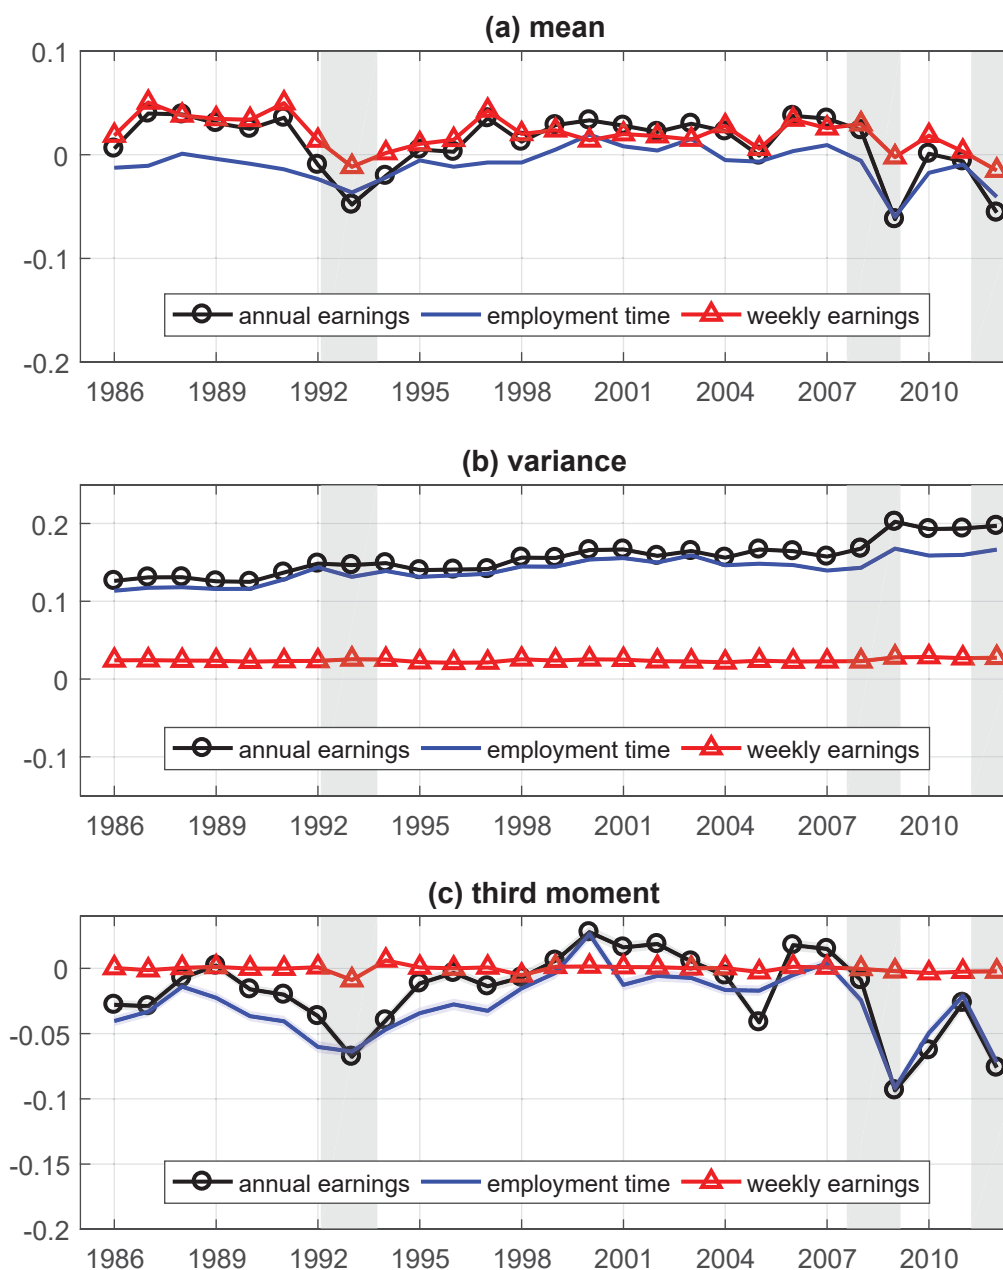 (a) mean
0.1
0
-0.1
-0.2
annual earnings employment time weekly earnings
1986 1989 1992 1995 1998 2001 2004 2007 2010
(b) variance
0.2
0.1
0
-0.1
annual earnings employment time weekly earnings
1986 1989 1992 1995 1998 2001 2004 2007 2010
(c) third moment
0
-0.05
-0.1
-0.15
-0.2
annual earnings employment time weekly earnings
1986 1989 1992 1995 1998 2001 2004 2007 2010